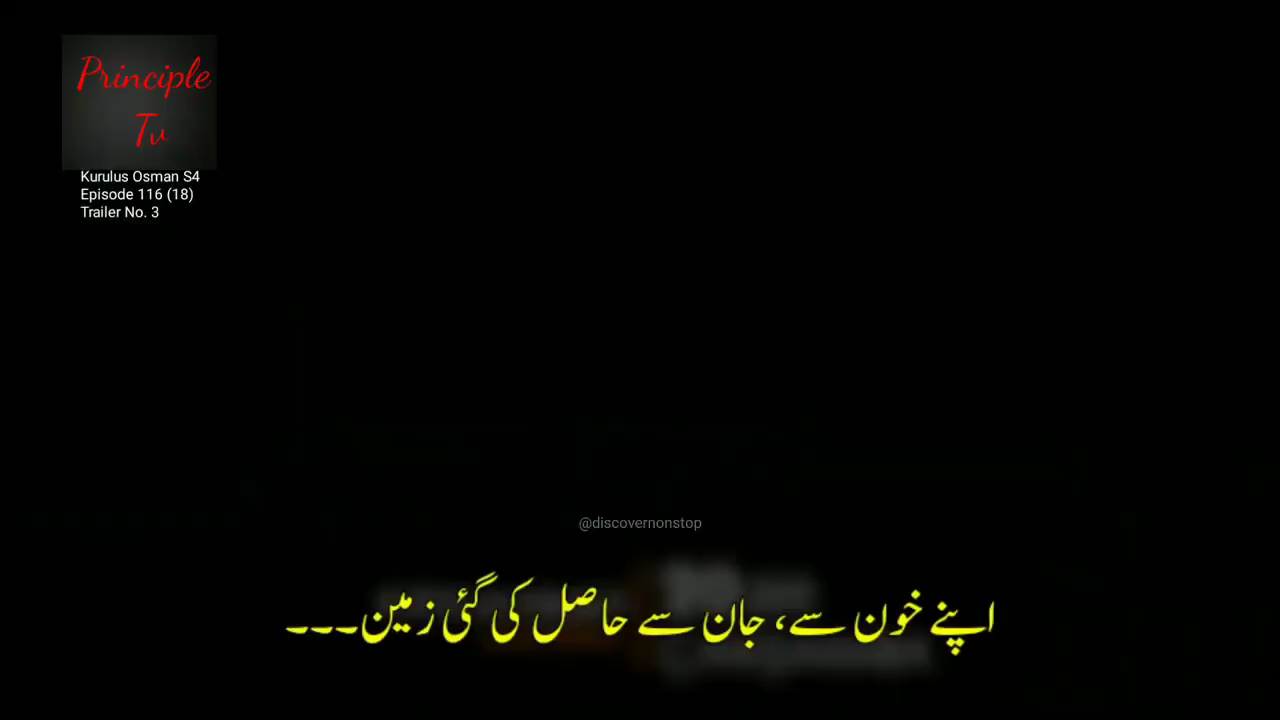 Principle
Tv
Kurulus Osman S4
Episode 116 (18)
Trailer No. 3
@discovernonstop
اپنے خون سے، جان سے حاصل کی گئی زمین۔۔۔